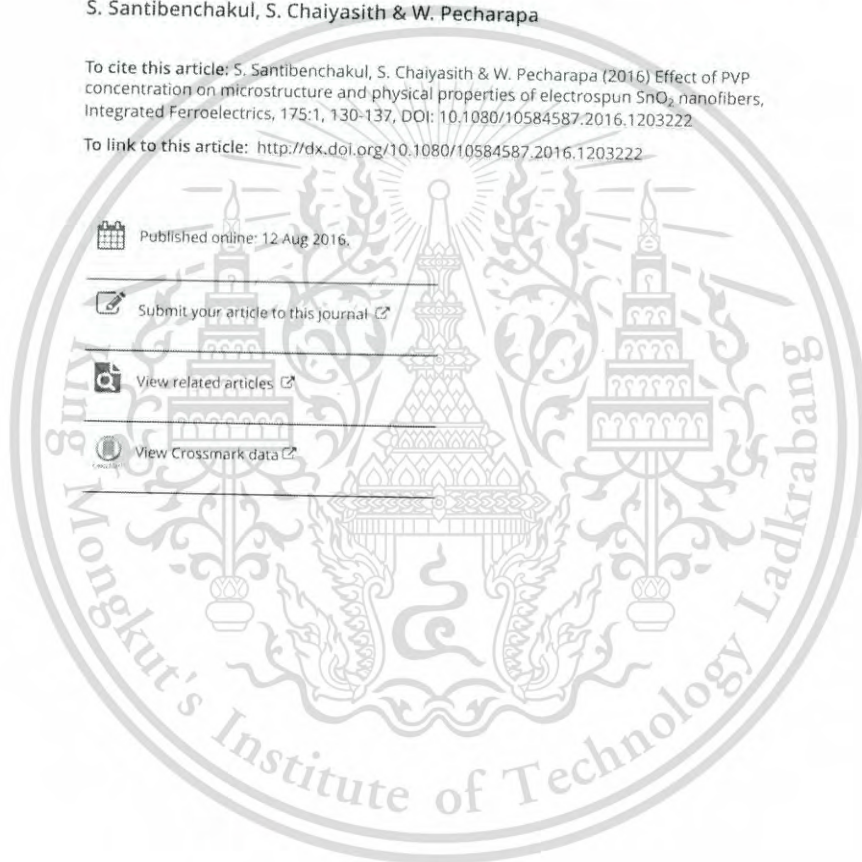 S. Santibenchakul, S. Chaiyasith & W. Pecharapa
To cite this article: S. Santibenchakul, S. Chaiyasith & W. Pecharapa (2016) Effect of PVP
concentration on microstructure and physical properties of electrospun SnO₂ nanofibers,
Integrated Ferroelectrics, 175:1, 130-137, DOI: 10.1080/10584587.2016.1203222
To link to this article: http://dx.doi.org/10.1080/10584587.2016.1203222
Published online: 12 Aug 2016.
Submit your article to this journal
View related articles
View Crossmark data
King Mongkut's Institute of Technology Ladkrabang